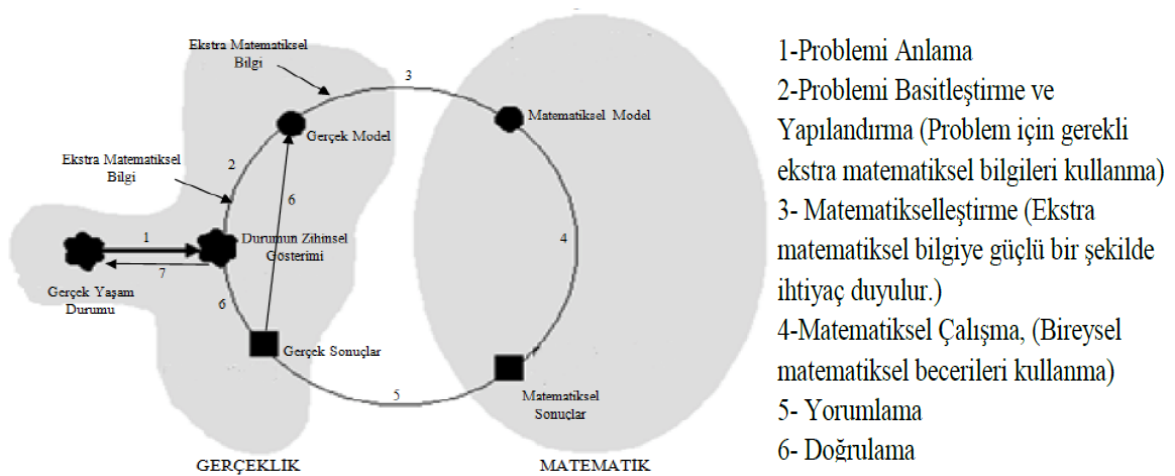 Ekstra Matematiksel
Bilgi
3
Gerçek Model
Matematiksel Model
Ekstra Matematiksel
Bilgi
2
6
1
Durumun Zihinsel
Gösterimi
4
7
Gerçek Yaşam
Durumu
6
Gerçek Sonuçlar
5
Matematiksel
Sonuçlar
GERÇEKLİK
MATEMATİK
1-Problemi Anlama
2-Problemi Basitleştirme ve
Yapılandırma (Problem için gerekli
ekstra matematiksel bilgileri kullanma)
3- Matematikselleştirme (Ekstra
matematiksel bilgiye güçlü bir şekilde
ihtiyaç duyulur.)
4-Matematiksel Çalışma, (Bireysel
matematiksel becerileri kullanma)
5- Yorumlama
6- Doğrulama